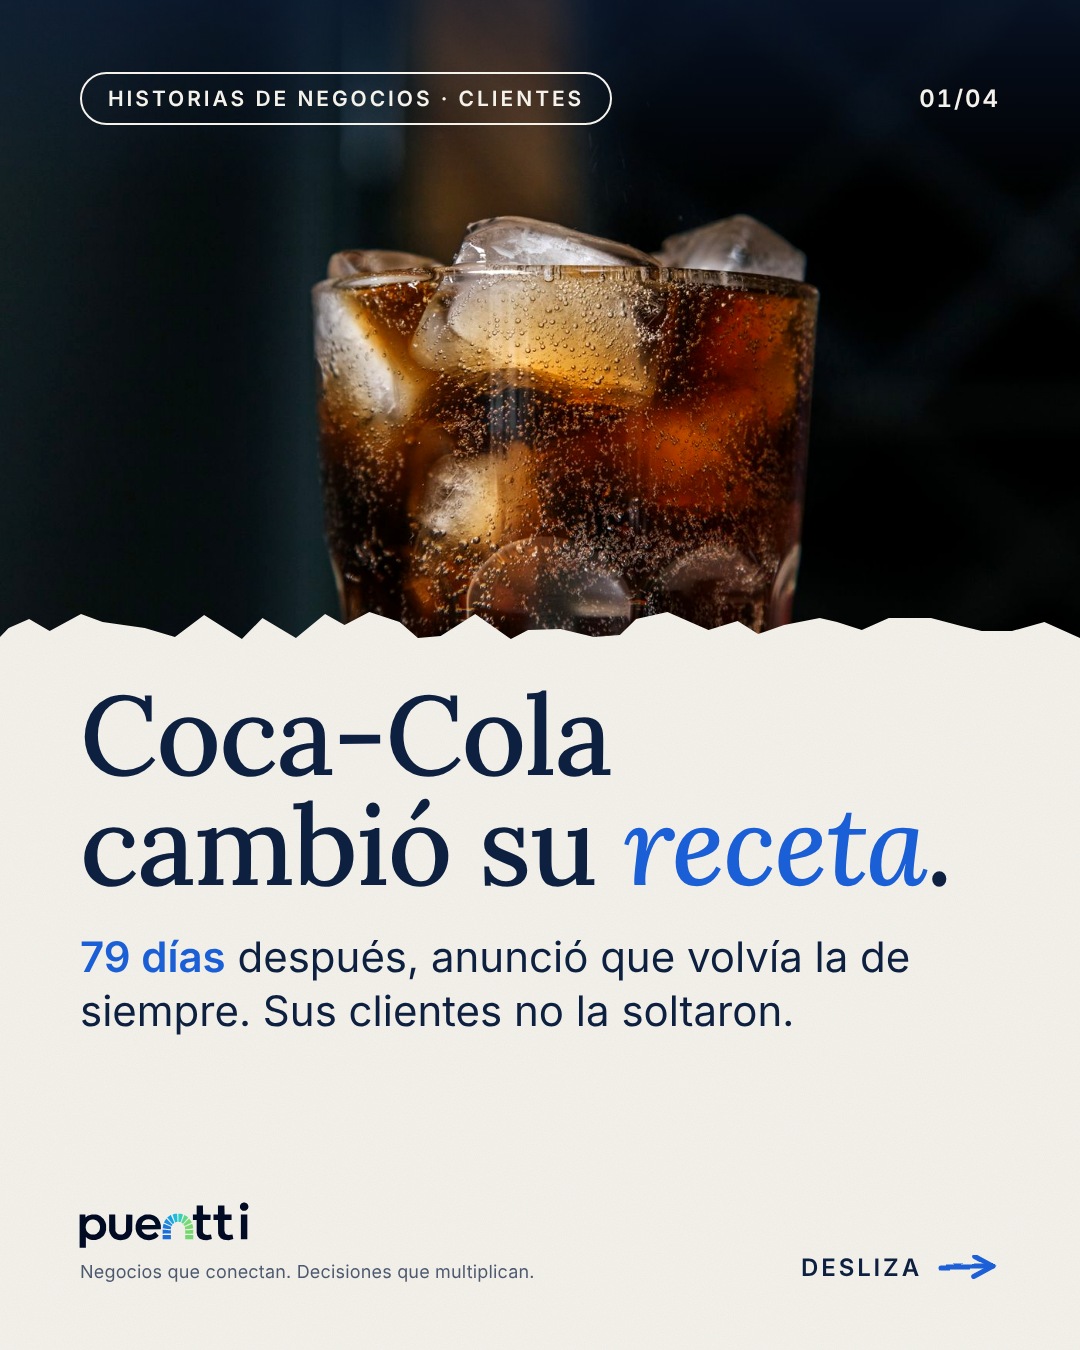 HISTORIAS DE NEGOCIOS · CLIENTES
01/04
Coca-Cola
cambió su receta.
79 días después, anunció que volvía la de
siempre. Sus clientes no la soltaron.
puentti
Negocios que conectan. Decisiones que multiplican.
DESLIZA